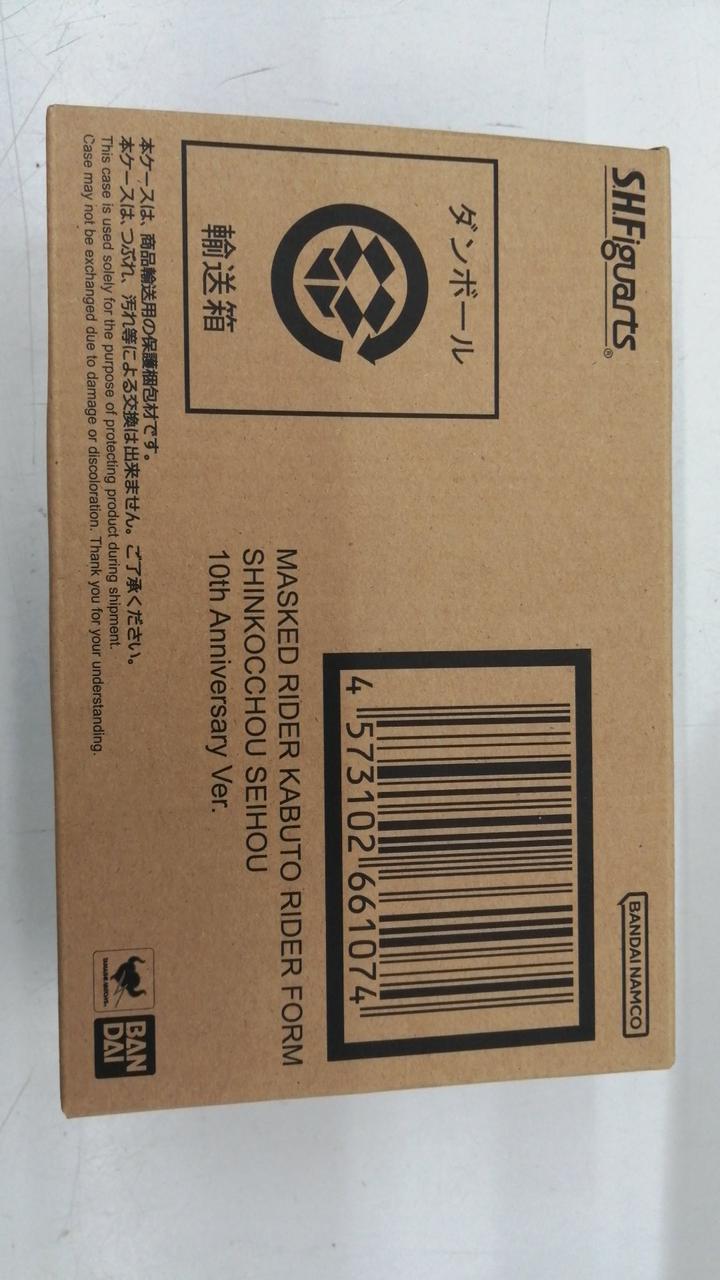 S.H.Figuarts®
BANDAI NAMCO
ダンボール
輸送箱
4 573102 661074
MASKED RIDER KABUTO RIDER FORM
SHINKOCCHOU SEIHOU
10th Anniversary Ver.
本ケースは、商品輸送用の保護梱包材です。
本ケースは、つぶれ、汚れ等による交換は出来ません。ご了承ください。
This case is used solely for the purpose of protecting product during shipment.
Case may not be exchanged due to damage or discoloration. Thank you for your understanding.
TAMASHII NATIONS
BAN
DAI